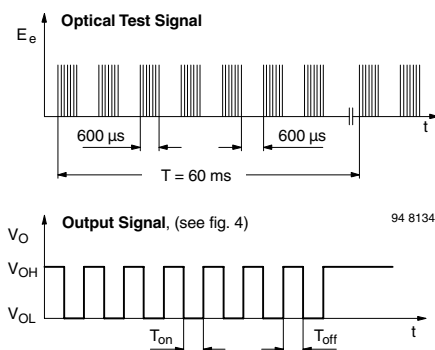 Optical Test Signal
E e
600 µs
600 µs
t
T = 60 ms
Output Signal, (see fig. 4)
94 8134
V O
V OH
V OL
T on
T off
t